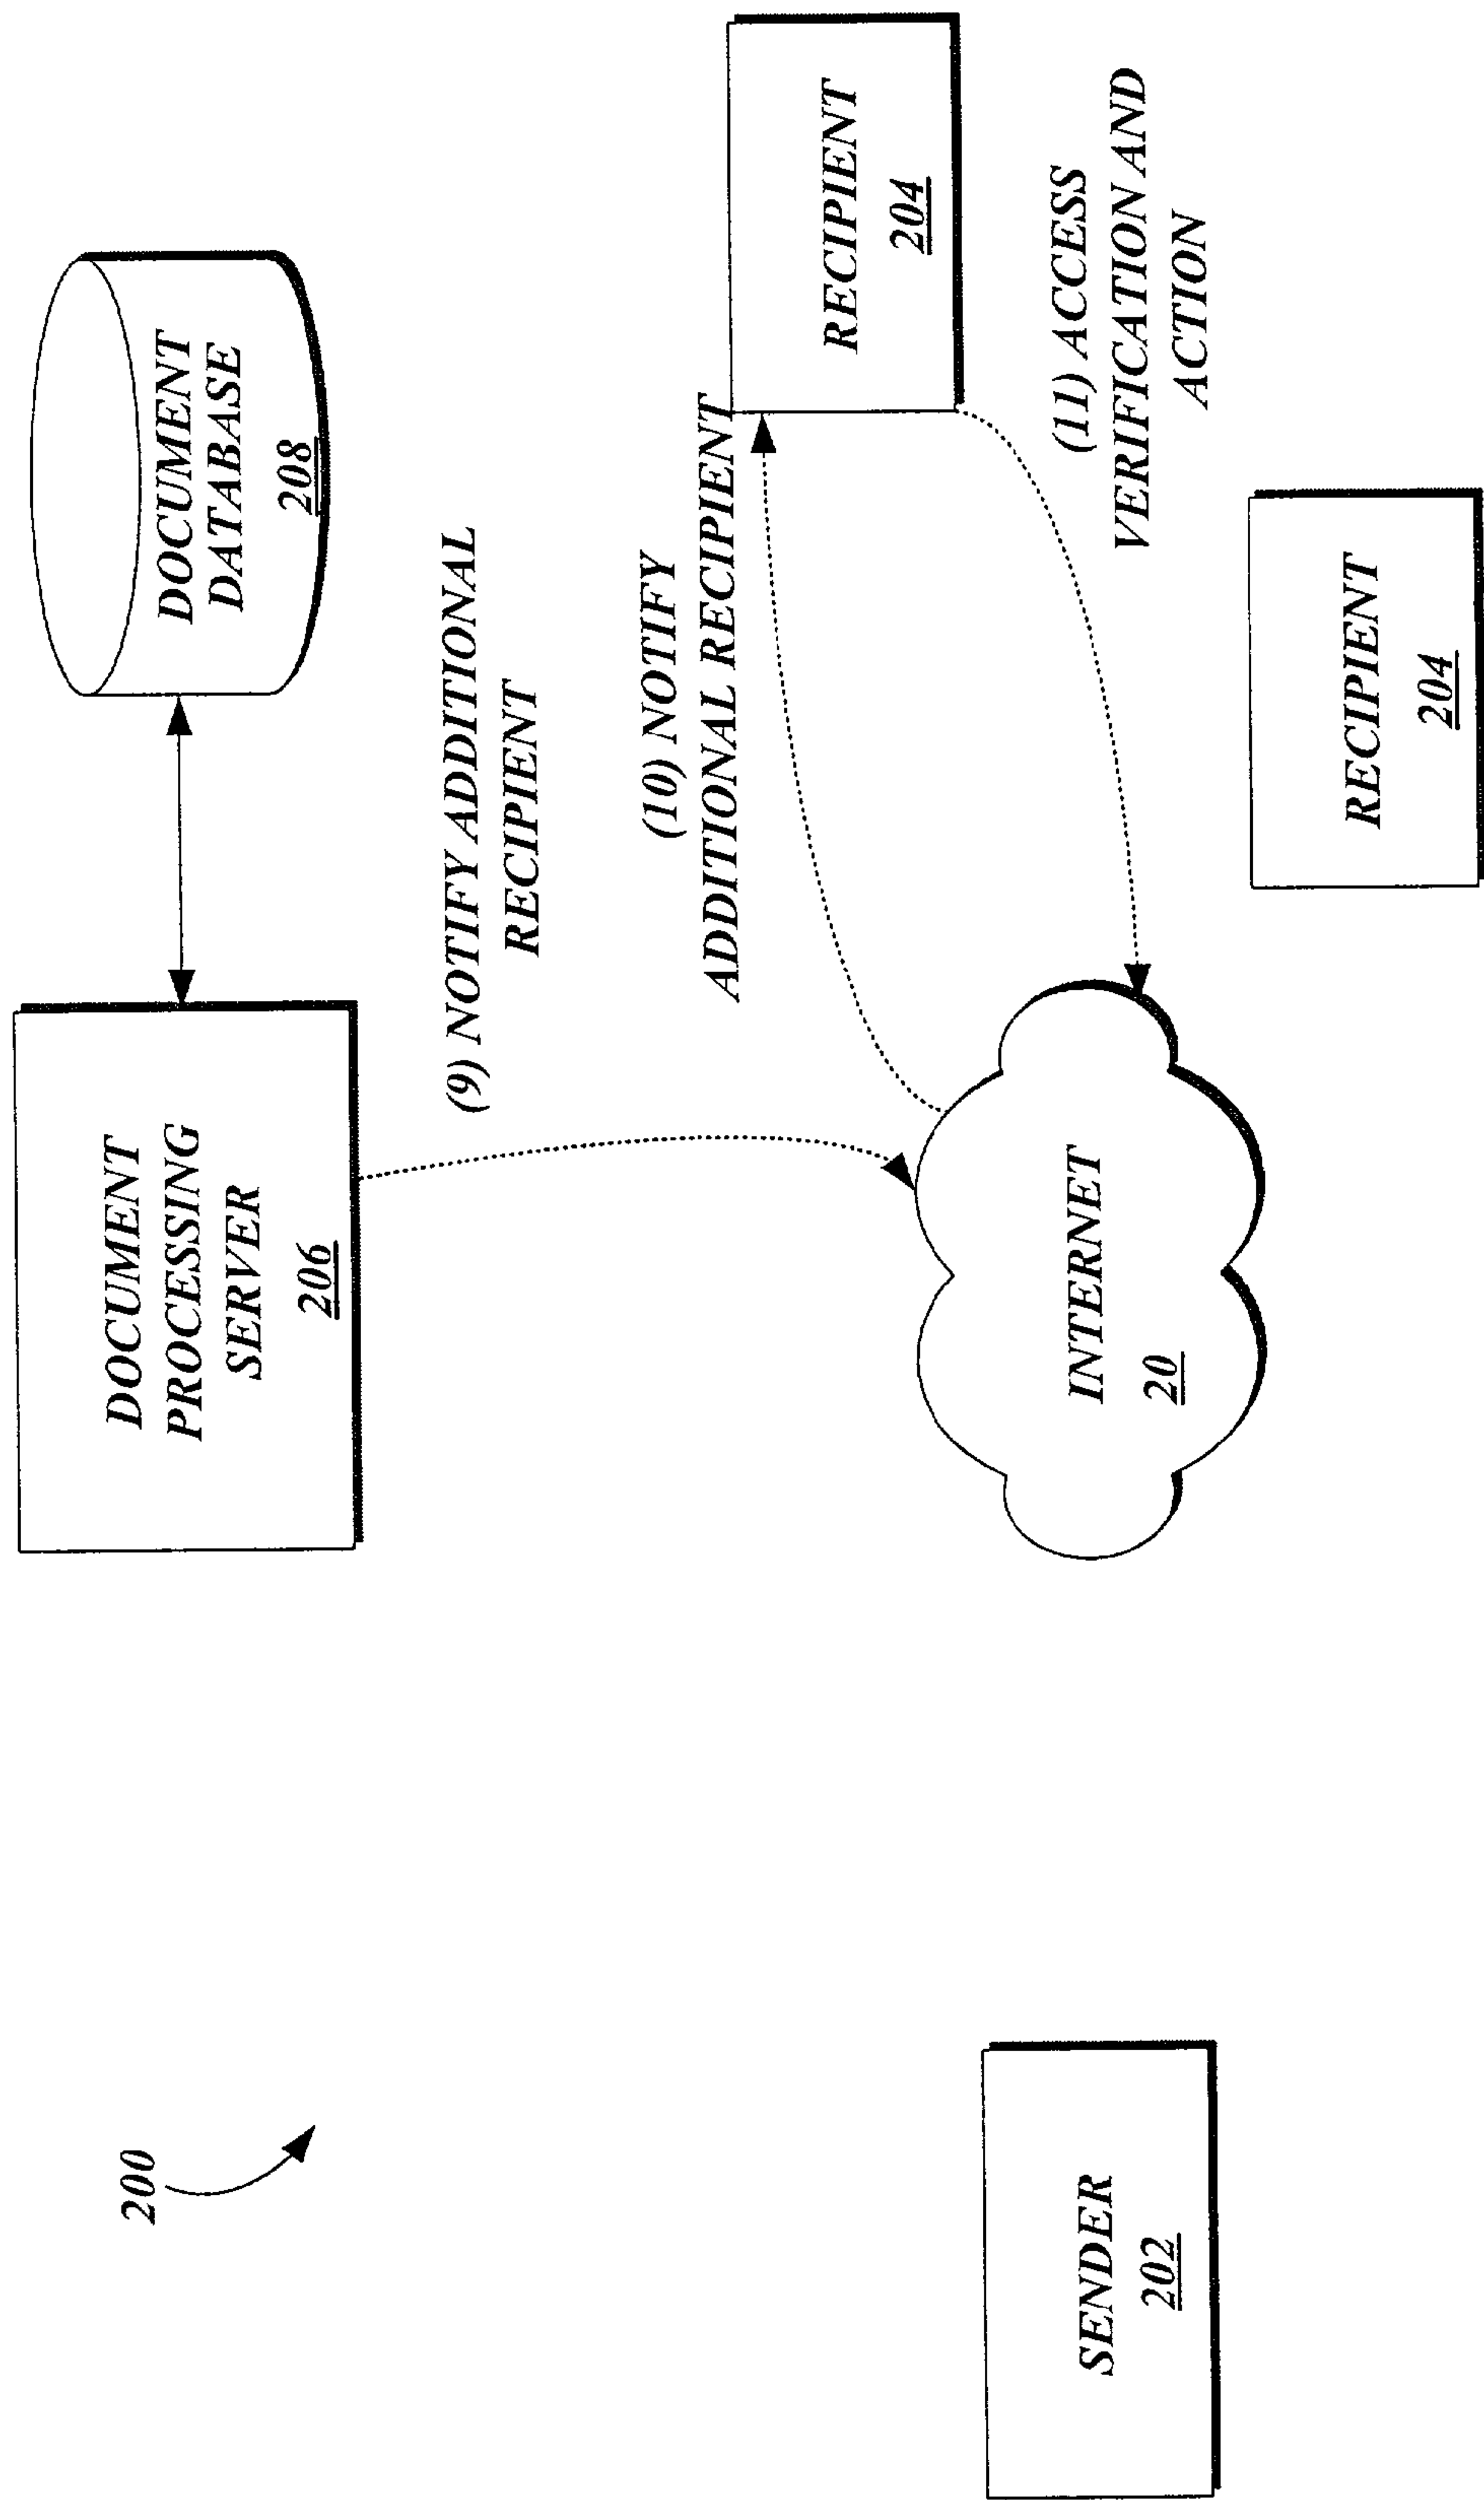 200
DOCUMENT
PROCESSING
SERVER
206
DOCUMENT
DATABASE
208
(9) NOTIFY ADDITIONAL
RECIPIENT
(10) NOTIFY
ADDITIONAL RECIPIENT
RECIPIENT
204
(11) ACCESS
VERIFICATION AND
ACTION
SENDER
202
INTERNET
20
RECIPIENT
204